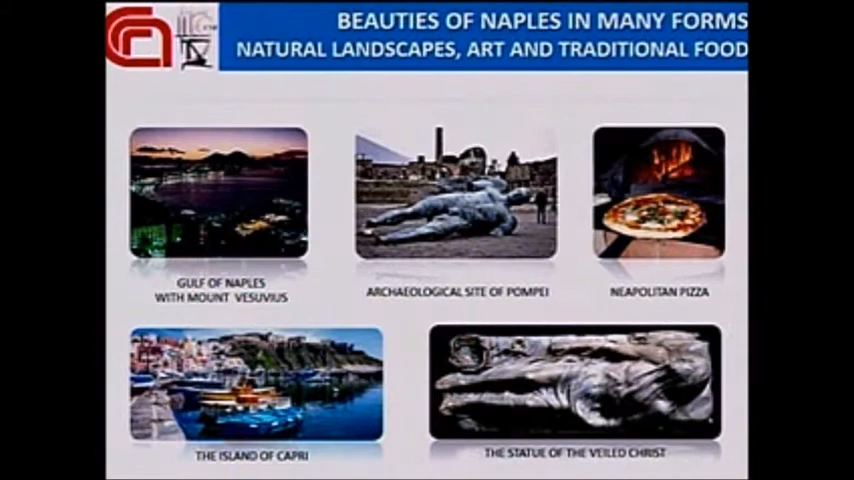 BEAUTIES OF NAPLES IN MANY FORMS
NATURAL LANDSCAPES, ART AND TRADITIONAL FOOD
GULF OF NAPLES
WITH MOUNT VESUVIUS
ARCHAEOLOGICAL SITE OF POMPEI
NEAPOLITAN PIZZA
THE ISLAND OF CAPRI
THE STATUE OF THE VEILED CHRIST